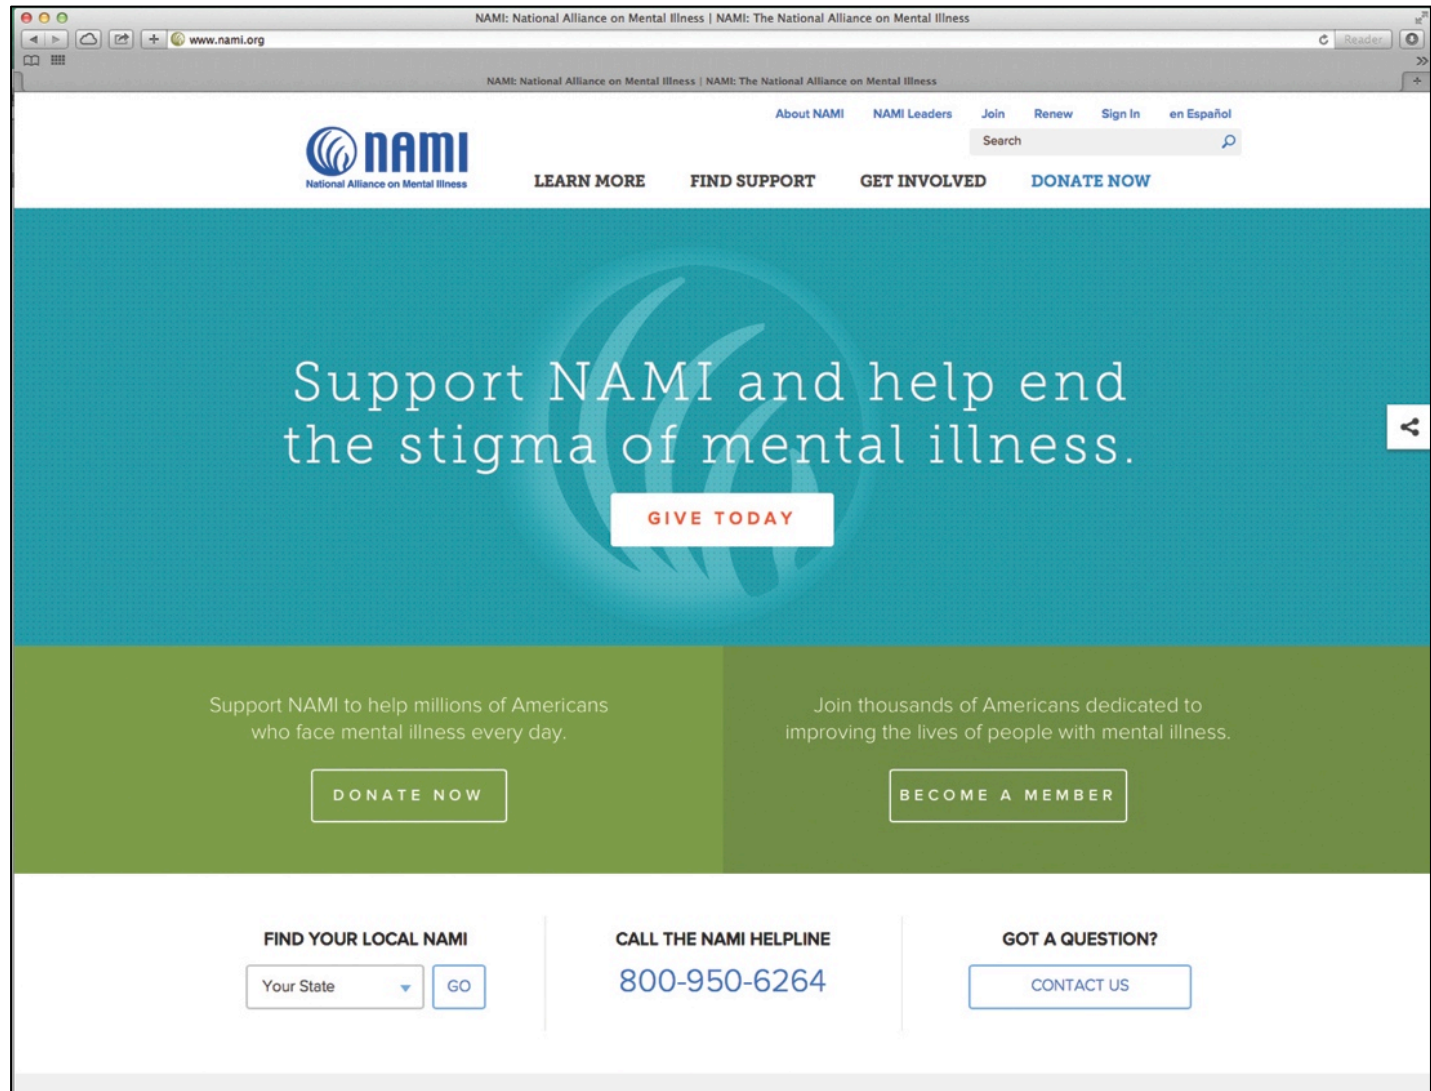 NAMI: National Alliance on Mental Illness | NAMI: The National Alliance on Mental Illness
www.nami.org
Reader
NAMI: National Alliance on Mental Illness | NAMI: The National Alliance on Mental Illness
About NAMI NAMI Leaders Join Renew Sign In en Español
Search
nami
National Alliance on Mental Illness
LEARN MORE FIND SUPPORT GET INVOLVED DONATE NOW
Support NAMI and help end
the stigma of mental illness.
GIVE TODAY
Support NAMI to help millions of Americans
who face mental illness every day.
DONATE NOW
Join thousands of Americans dedicated to
improving the lives of people with mental illness.
BECOME A MEMBER
FIND YOUR LOCAL NAMI
Your State GO
CALL THE NAMI HELPLINE
800-950-6264
GOT A QUESTION?
CONTACT US